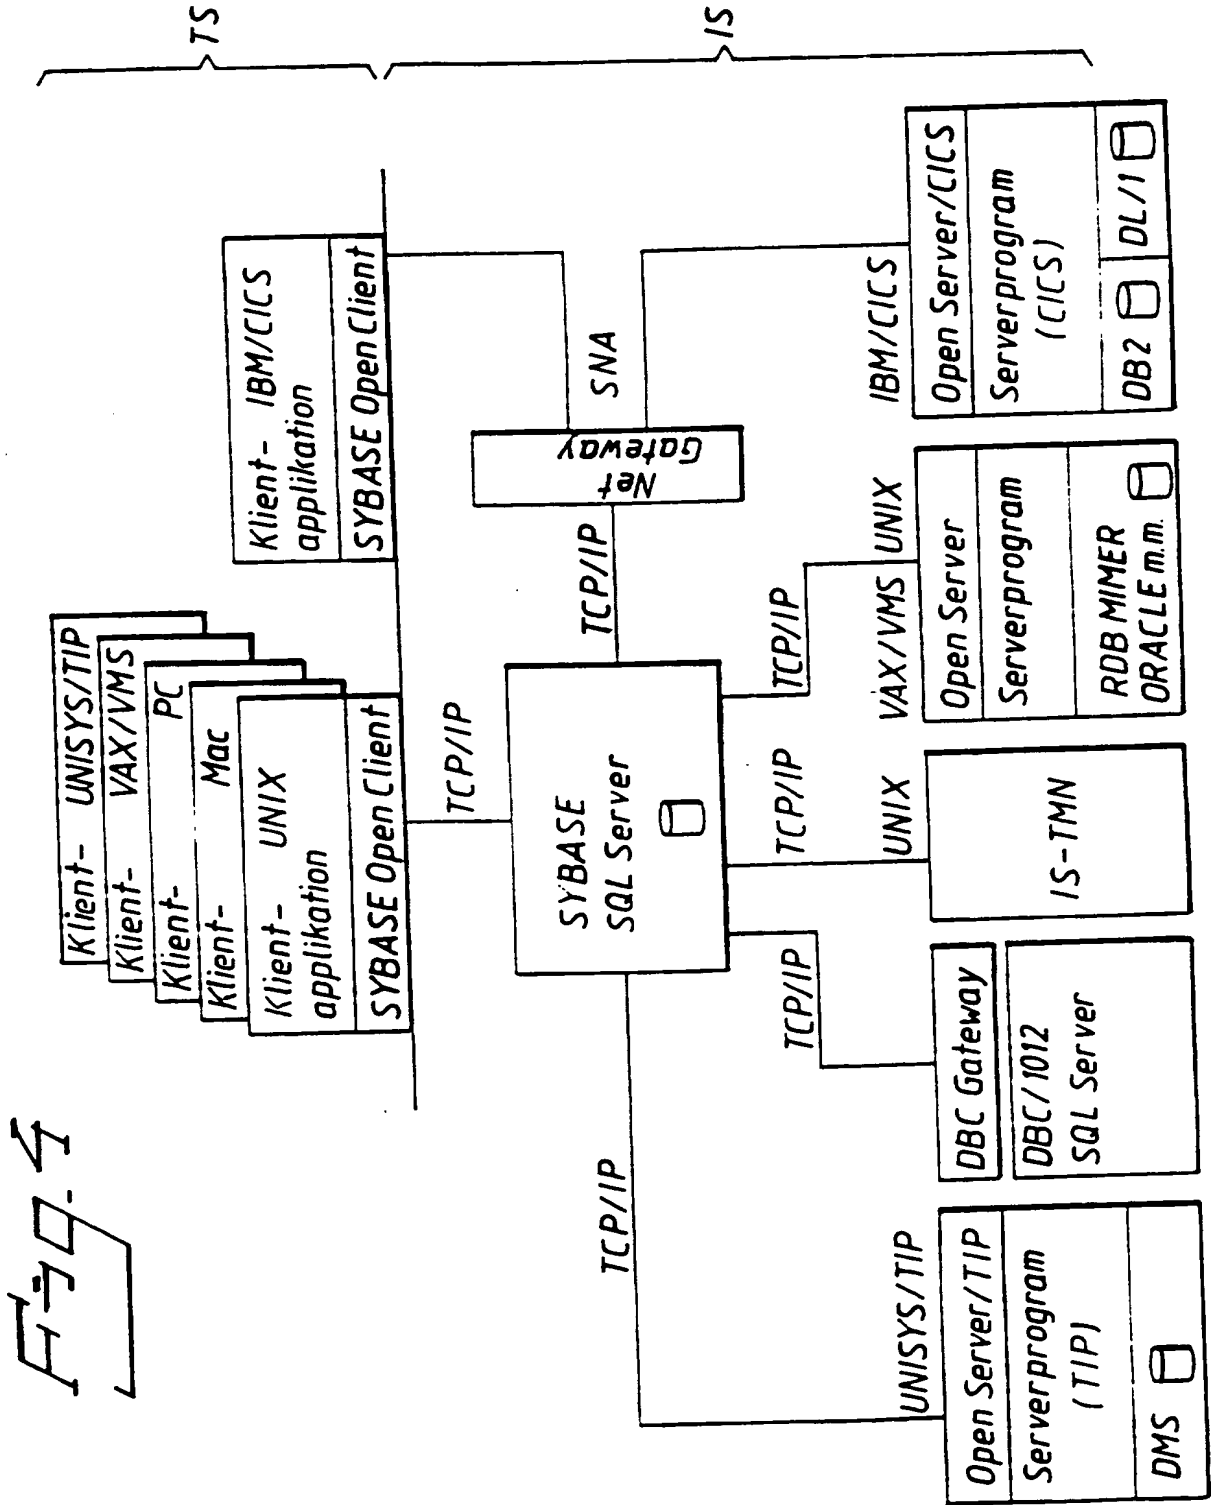 Fig. 4
TS
IS
Klient- UNISYS/TIP
Klient- VAX/VMS
Klient- PC
Klient- Mac
Klient- UNIX
applikation
SYBASE Open Client
Klient- IBM/CICS
applikation
SYBASE Open Client
TCP/IP
SYBASE
SQL Server
TCP/IP
Net
Gateway
SNA
TCP/IP
TCP/IP
TCP/IP
TCP/IP
UNISYS/TIP
Open Server/TIP
Serverprogram
(TIP)
DMS
DBC Gateway
DBC/1012
SQL Server
UNIX
IS-TMN
VAX/VMS UNIX
Open Server
Serverprogram
RDB MIMER
ORACLE m.m.
IBM/CICS
Open Server/CICS
Serverprogram
(CICS)
DB2
DL/1